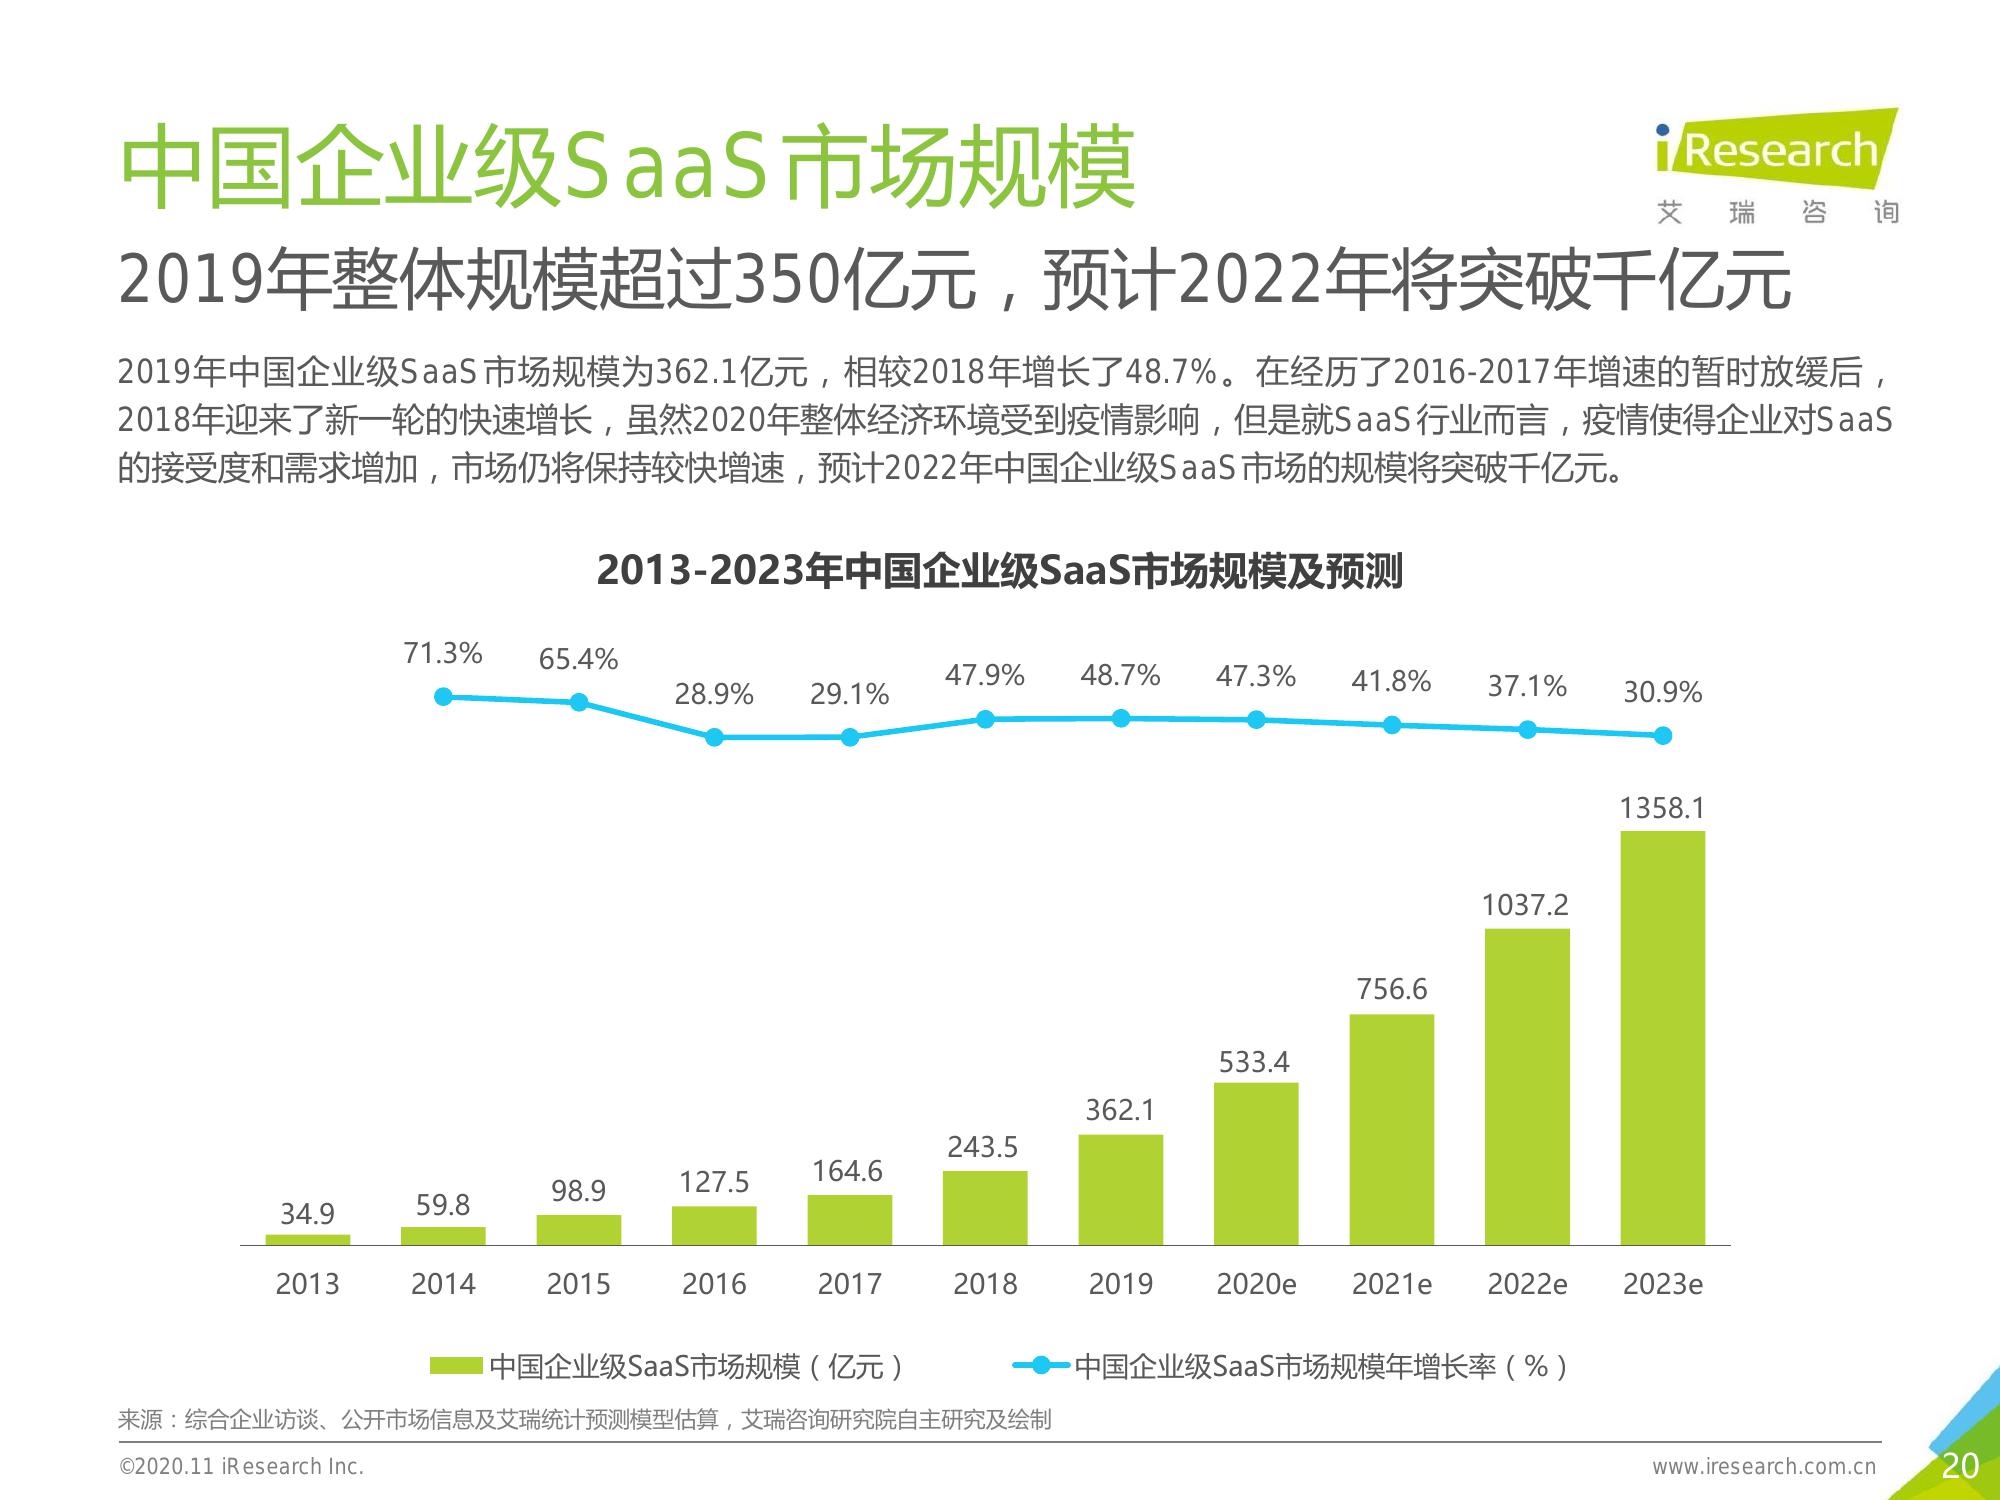 中国企业级SaaS市场规模
iResearch
艾瑞咨询
2019年整体规模超过350亿元，预计2022年将突破千亿元
2019年中国企业级SaaS市场规模为362.1亿元，相较2018年增长了48.7%。在经历了2016-2017年增速的暂时放缓后，
2018年迎来了新一轮的快速增长，虽然2020年整体经济环境受到疫情影响，但是就SaaS行业而言，疫情使得企业对SaaS
的接受度和需求增加，市场仍将保持较快增速，预计2022年中国企业级SaaS市场的规模将突破千亿元。
2013-2023年中国企业级SaaS市场规模及预测
71.3% 65.4% 28.9% 29.1% 47.9% 48.7% 47.3% 41.8% 37.1% 30.9%
34.9 59.8 98.9 127.5 164.6 243.5 362.1 533.4 756.6 1037.2 1358.1
2013 2014 2015 2016 2017 2018 2019 2020e 2021e 2022e 2023e
中国企业级SaaS市场规模（亿元） 中国企业级SaaS市场规模年增长率（%）
来源：综合企业访谈、公开市场信息及艾瑞统计预测模型估算，艾瑞咨询研究院自主研究及绘制
©2020.11 iResearch Inc. www.iresearch.com.cn 20